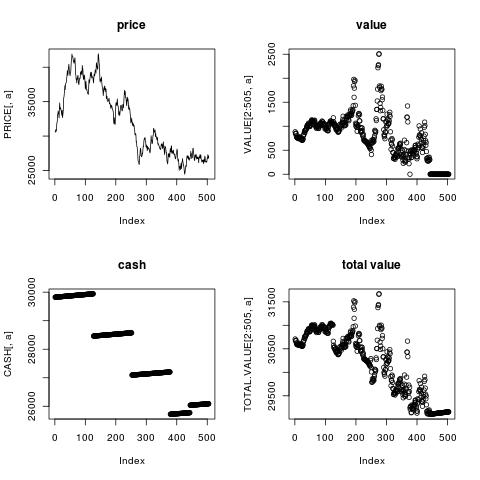 price
PRICE[, a]
25000 35000
0 100 200 300 400 500
Index
value
VALUE[2:505, a]
0 500 1500 2500
0 100 200 300 400 500
Index
cash
CASH[, a]
26000 28000 30000
0 100 200 300 400 500
Index
total value
TOTAL.VALUE[2:505, a]
29500 30500 31500
0 100 200 300 400 500
Index